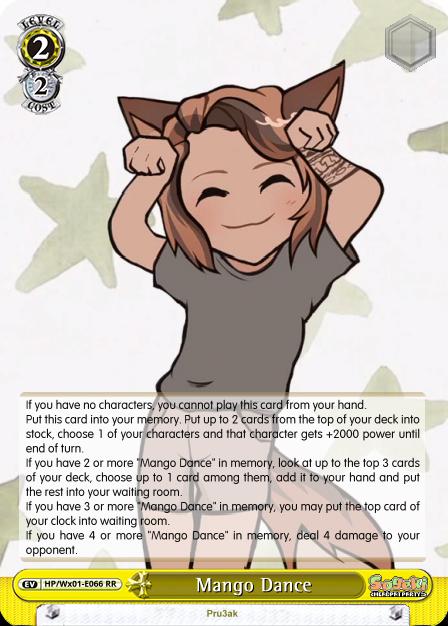 LEVEL
2
2
COST
If you have no characters, you cannot play this card from your hand.
Put this card into your memory. Put up to 2 cards from the top of your deck into
stock, choose 1 of your characters and that character gets +2000 power until
end of turn.
If you have 2 or more "Mango Dance" in memory, look at up to the top 3 cards
of your deck, choose up to 1 card among them, add it to your hand and put
the rest into your waiting room.
If you have 3 or more "Mango Dance" in memory, you may put the top card of
your clock into waiting room.
If you have 4 or more "Mango Dance" in memory, deal 4 damage to your
opponent.
EV HP/Wx01-E066 RR Mango Dance
Pru3ak